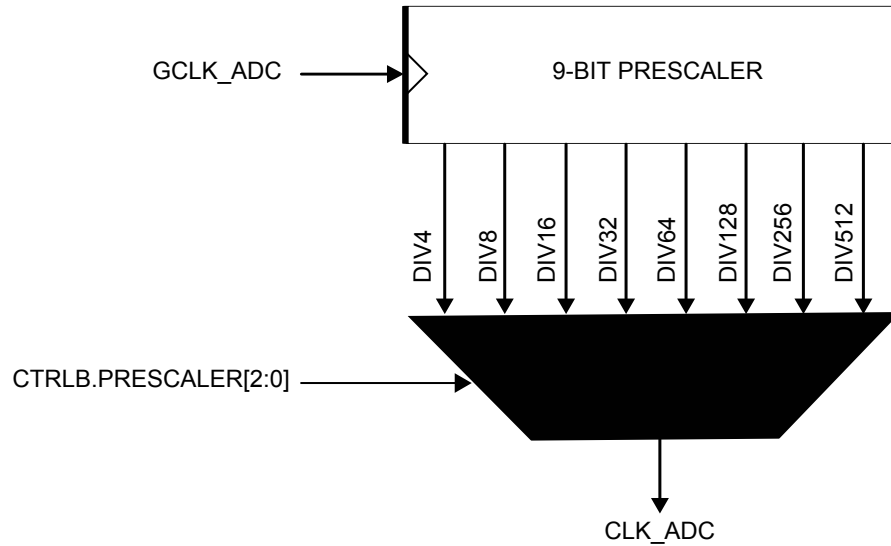 GCLK_ADC
9-BIT PRESCALER
DIV4
DIV8
DIV16
DIV32
DIV64
DIV128
DIV256
DIV512
CTRLB.PRESCALER[2:0]
CLK_ADC